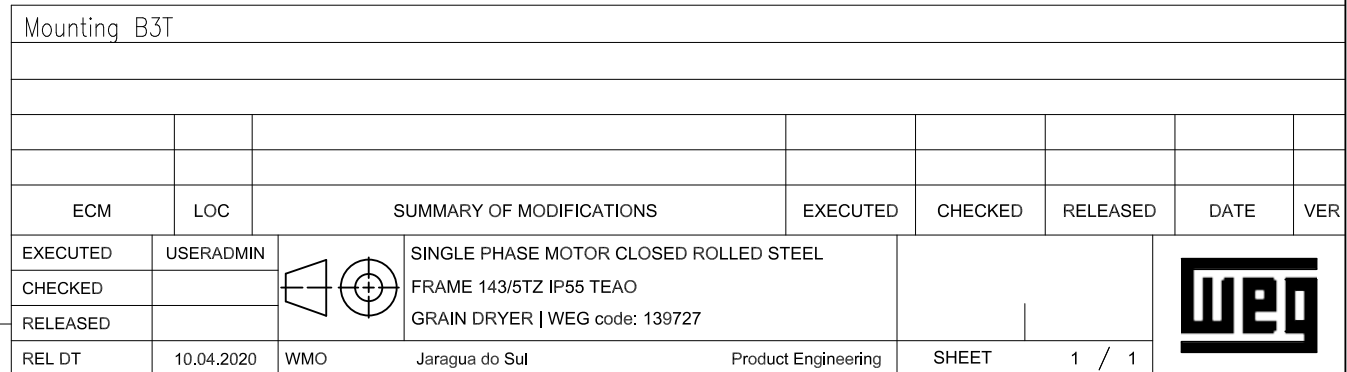 Mounting B3T
ECM LOC SUMMARY OF MODIFICATIONS EXECUTED CHECKED RELEASED DATE VER
EXECUTED USERADMIN SINGLE PHASE MOTOR CLOSED ROLLED STEEL
CHECKED FRAME 143/5TZ IP55 TEAO
RELEASED GRAIN DRYER | WEG code: 139727
REL DT 10.04.2020 WMO Jaragua do Sul Product Engineering SHEET 1 / 1
weg